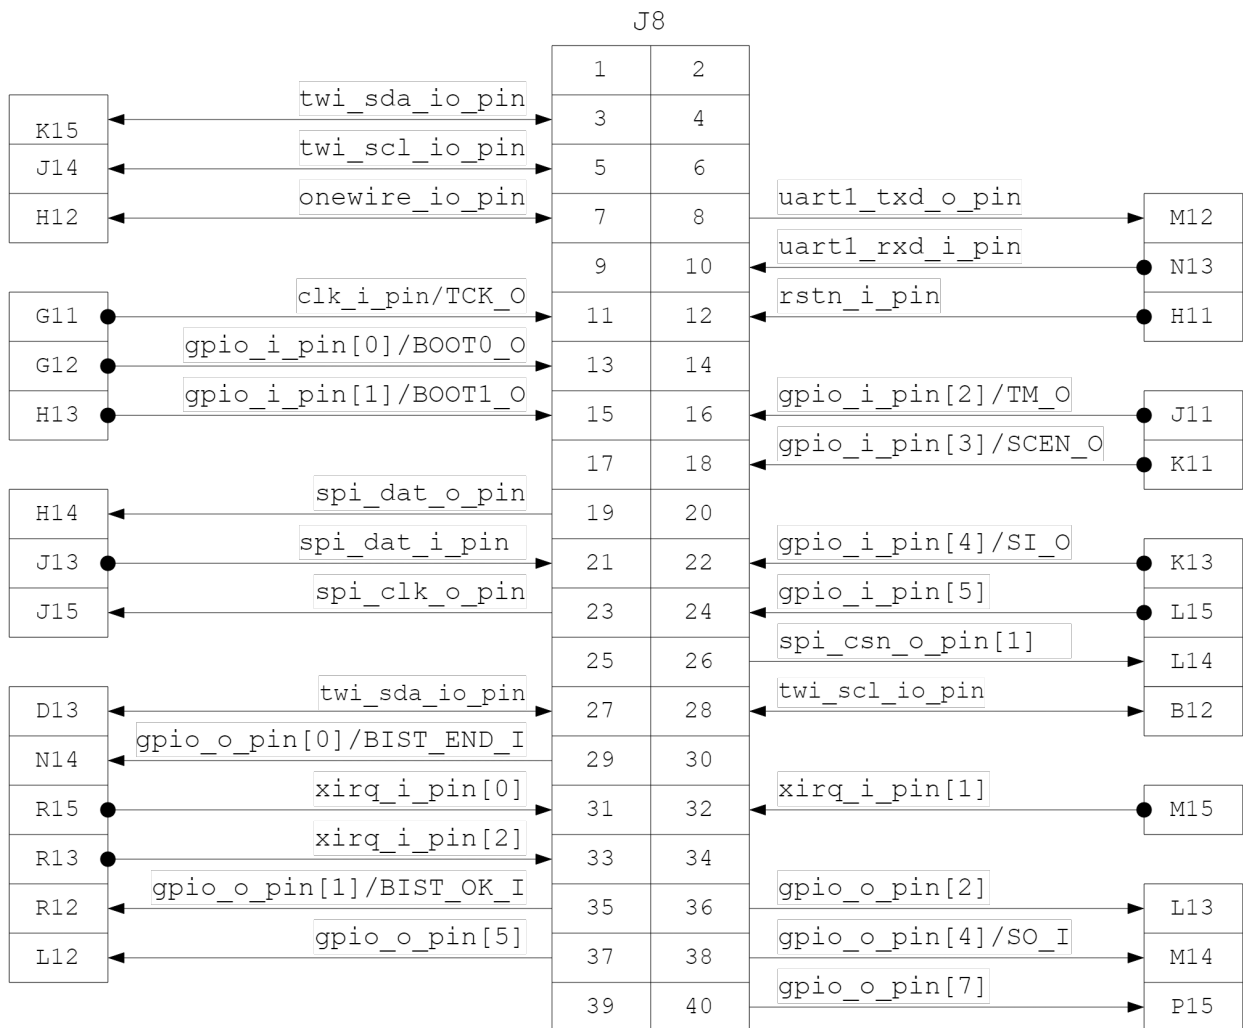 J8
1 2
twi_sda_io_pin
K15 3 4
twi_scl_io_pin
J14 5 6
onewire_io_pin uart1_txd_o_pin
H12 7 8 M12
uart1_rxd_i_pin
9 10 N13
clk_i_pin/TCK_O rstn_i_pin
G11 11 12 H11
gpio_i_pin[0]/BOOT0_O
G12 13 14
gpio_i_pin[1]/BOOT1_O gpio_i_pin[2]/TM_O
H13 15 16 J11
gpio_i_pin[3]/SCEN_O
17 18 K11
spi_dat_o_pin
H14 19 20
spi_dat_i_pin gpio_i_pin[4]/SI_O
J13 21 22 K13
spi_clk_o_pin gpio_i_pin[5]
J15 23 24 L15
spi_csn_o_pin[1]
25 26 L14
twi_sda_io_pin twi_scl_io_pin
D13 27 28 B12
gpio_o_pin[0]/BIST_END_I
N14 29 30
xirq_i_pin[0] xirq_i_pin[1]
R15 31 32 M15
xirq_i_pin[2]
R13 33 34
gpio_o_pin[1]/BIST_OK_I gpio_o_pin[2]
R12 35 36 L13
gpio_o_pin[5] gpio_o_pin[4]/SO_I
L12 37 38 M14
gpio_o_pin[7]
39 40 P15